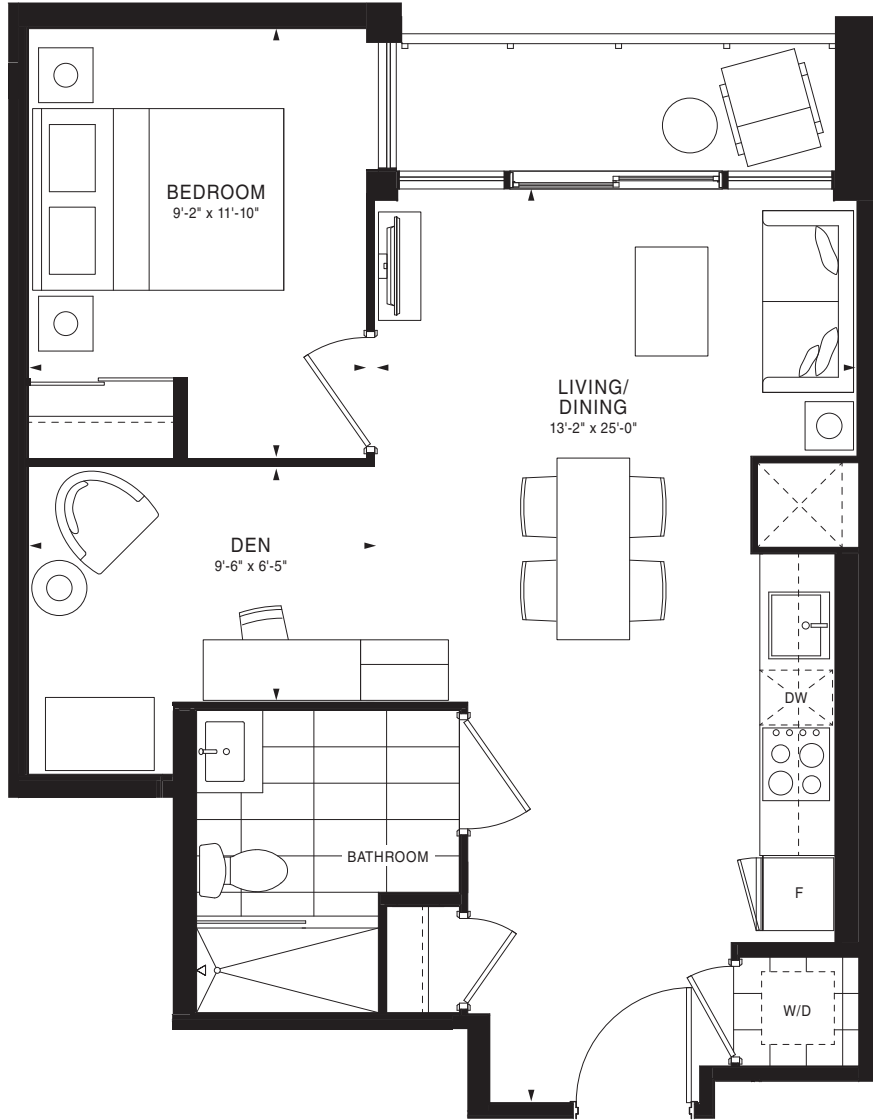 BEDROOM
9'-2" x 11'-10"
LIVING/
DINING
13'-2" x 25'-0"
DEN
9'-6" x 6'-5"
DW
BATHROOM
F
W/D